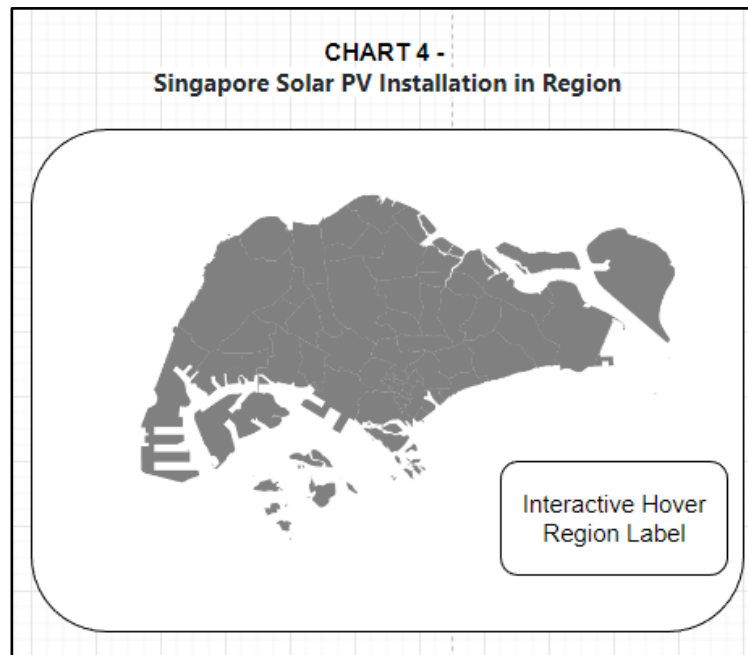 CHART 4 -
Singapore Solar PV Installation in Region
Interactive Hover
Region Label